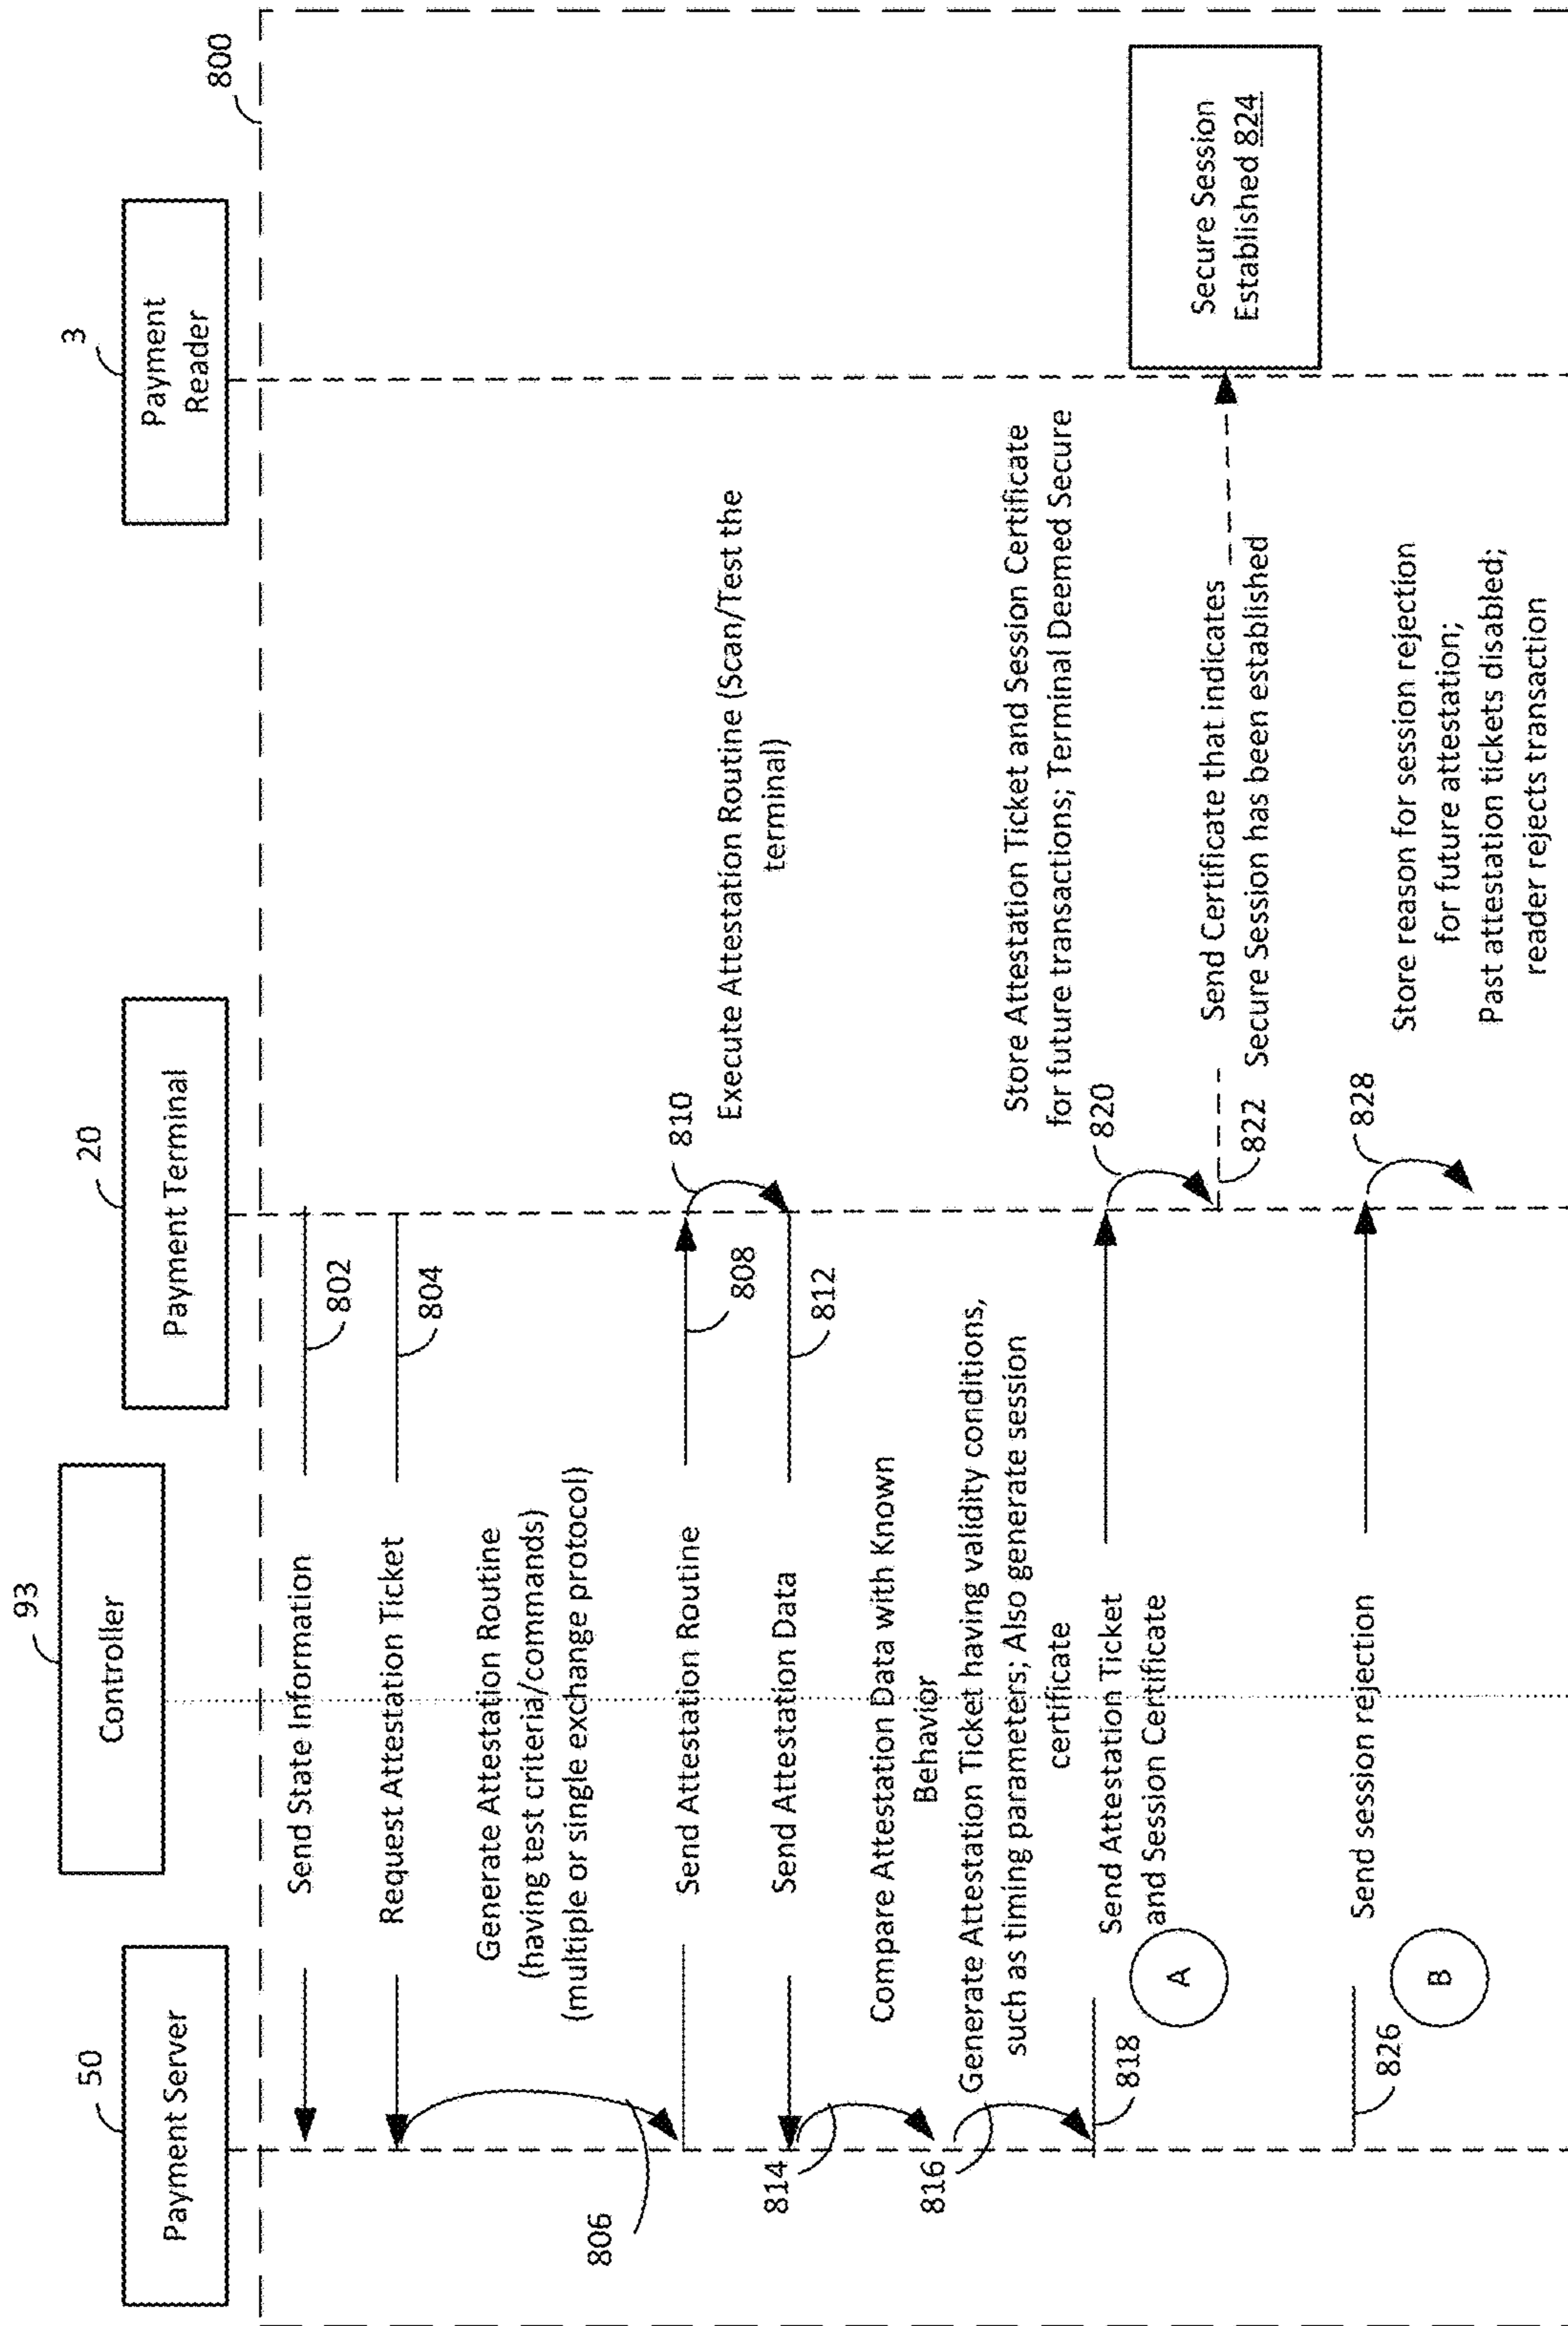 800
93
Controller
50
Payment Server
20
Payment Terminal
3
Payment
Reader
Send State Information
802
Request Attestation Ticket
804
Generate Attestation Routine
(having test criteria/commands)
(multiple or single exchange protocol)
806
Send Attestation Routine
808
810
Execute Attestation Routine (Scan/Test the
terminal)
Send Attestation Data
812
814
Compare Attestation Data with Known
Behavior
816
Generate Attestation Ticket having validity conditions,
such as timing parameters; Also generate session
certificate
Store Attestation Ticket and Session Certificate
for future transactions; Terminal Deemed Secure
Send Attestation Ticket
and Session Certificate
818
A
820
Send Certificate that indicates
822
Secure Session has been established
Secure Session
Established 824
Send session rejection
826
B
828
Store reason for session rejection
for future attestation;
Past attestation tickets disabled;
reader rejects transaction